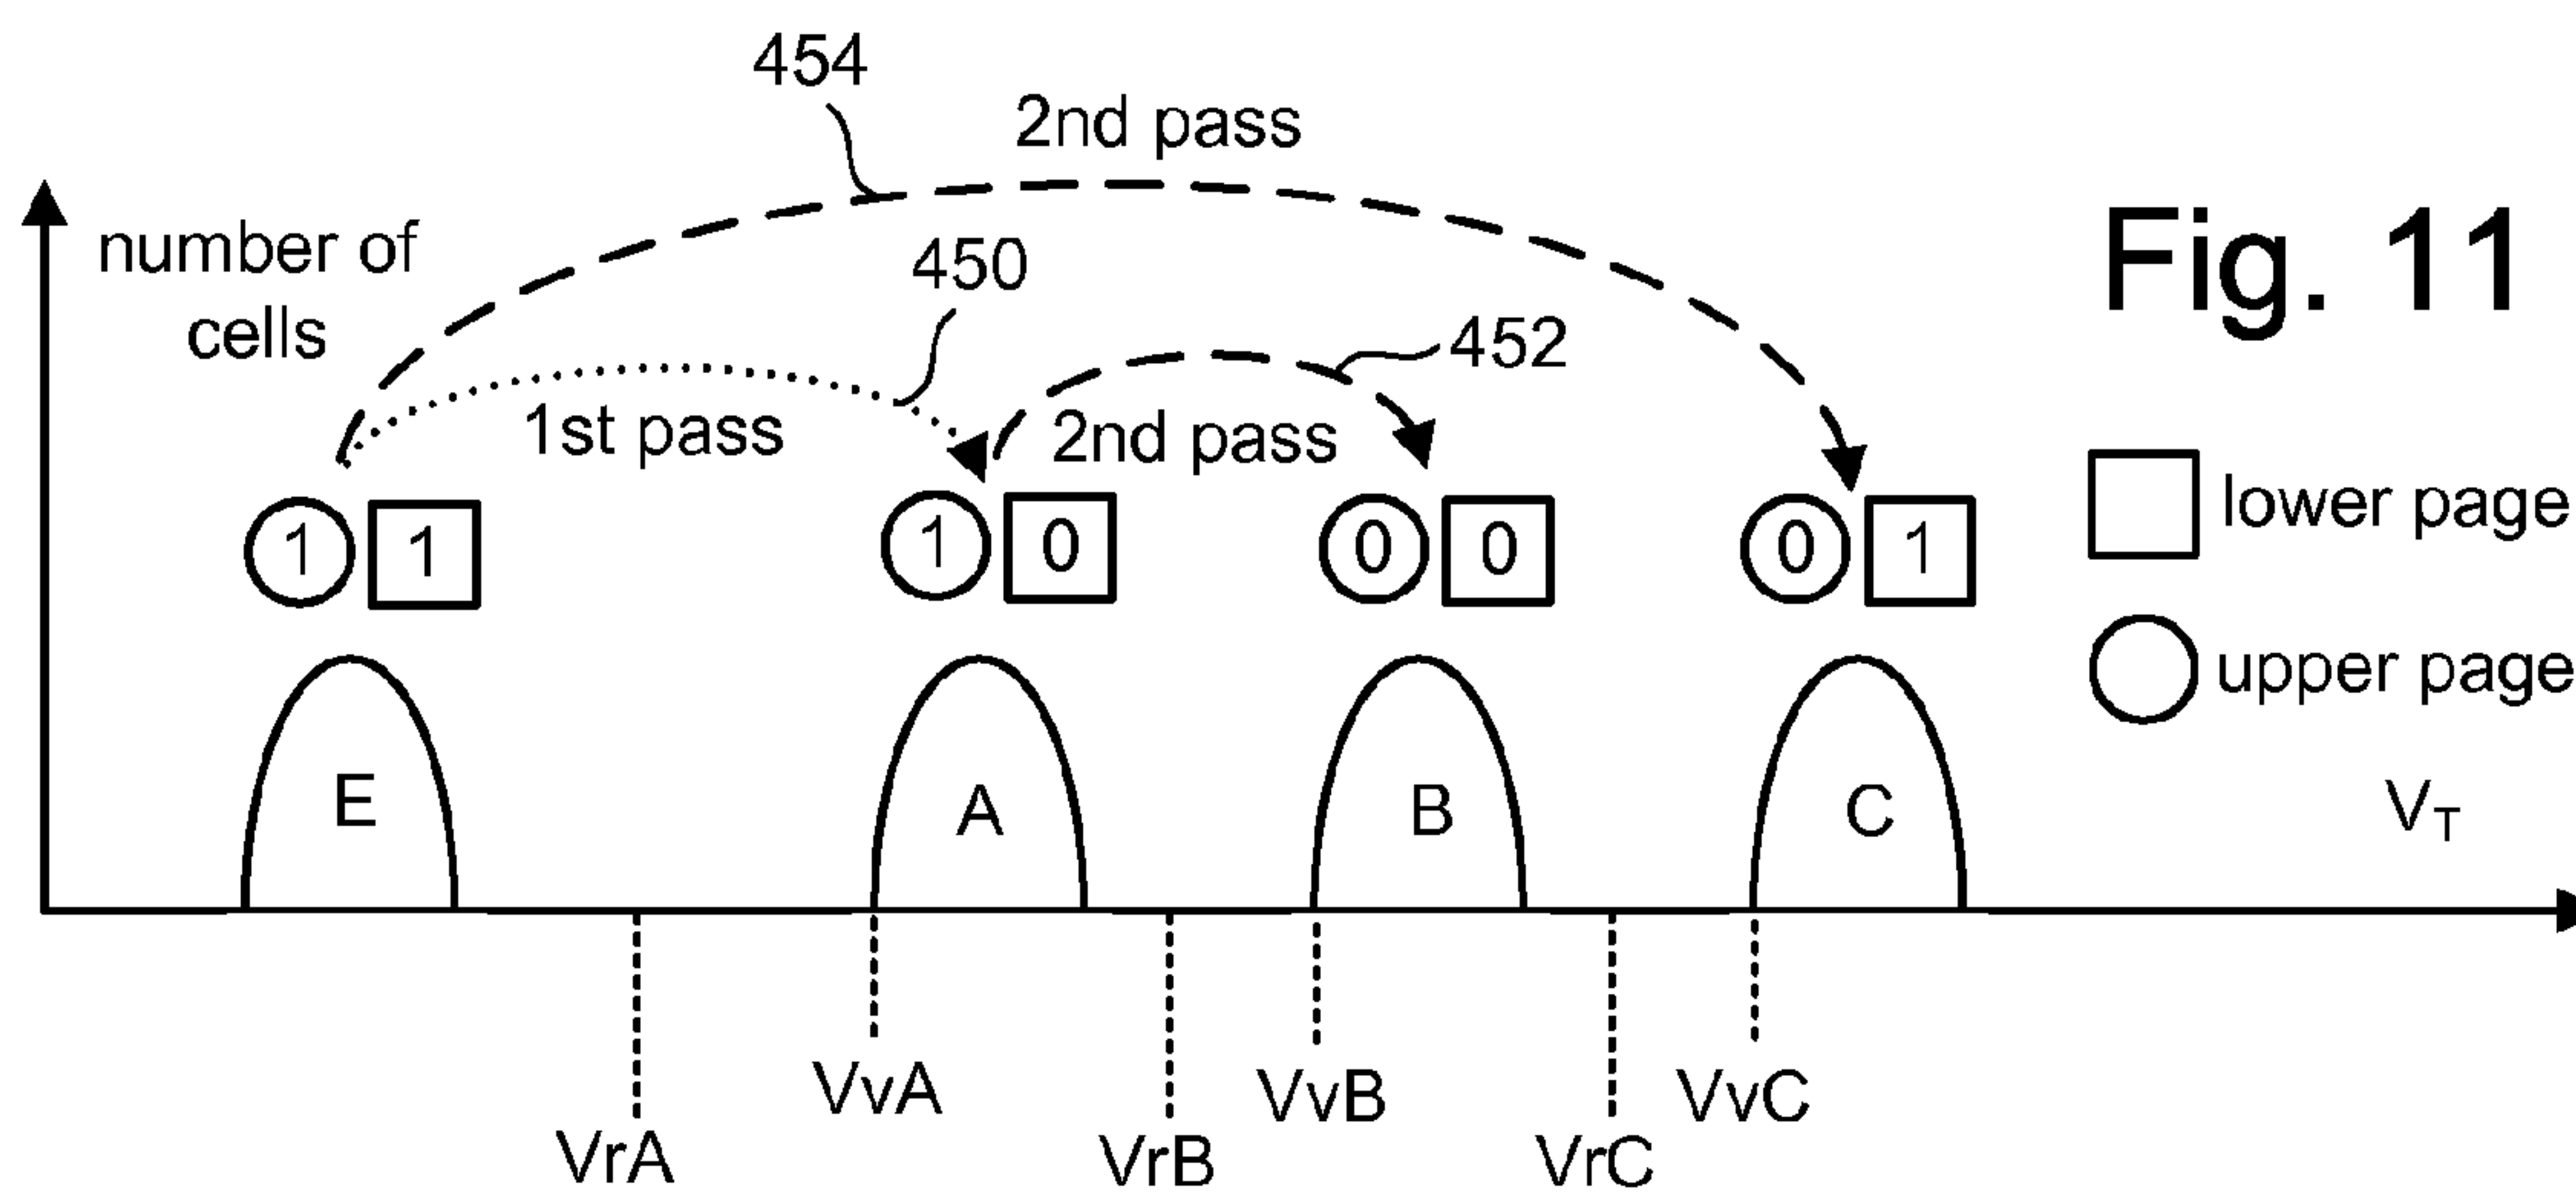 454
2nd pass
Fig. 11
number of
cells
450
452
1st pass
2nd pass
1 1
1 0
0 0
0 1
lower page
upper page
E
A
B
C
VT
VvA
VvB
VvC
VrA
VrB
VrC